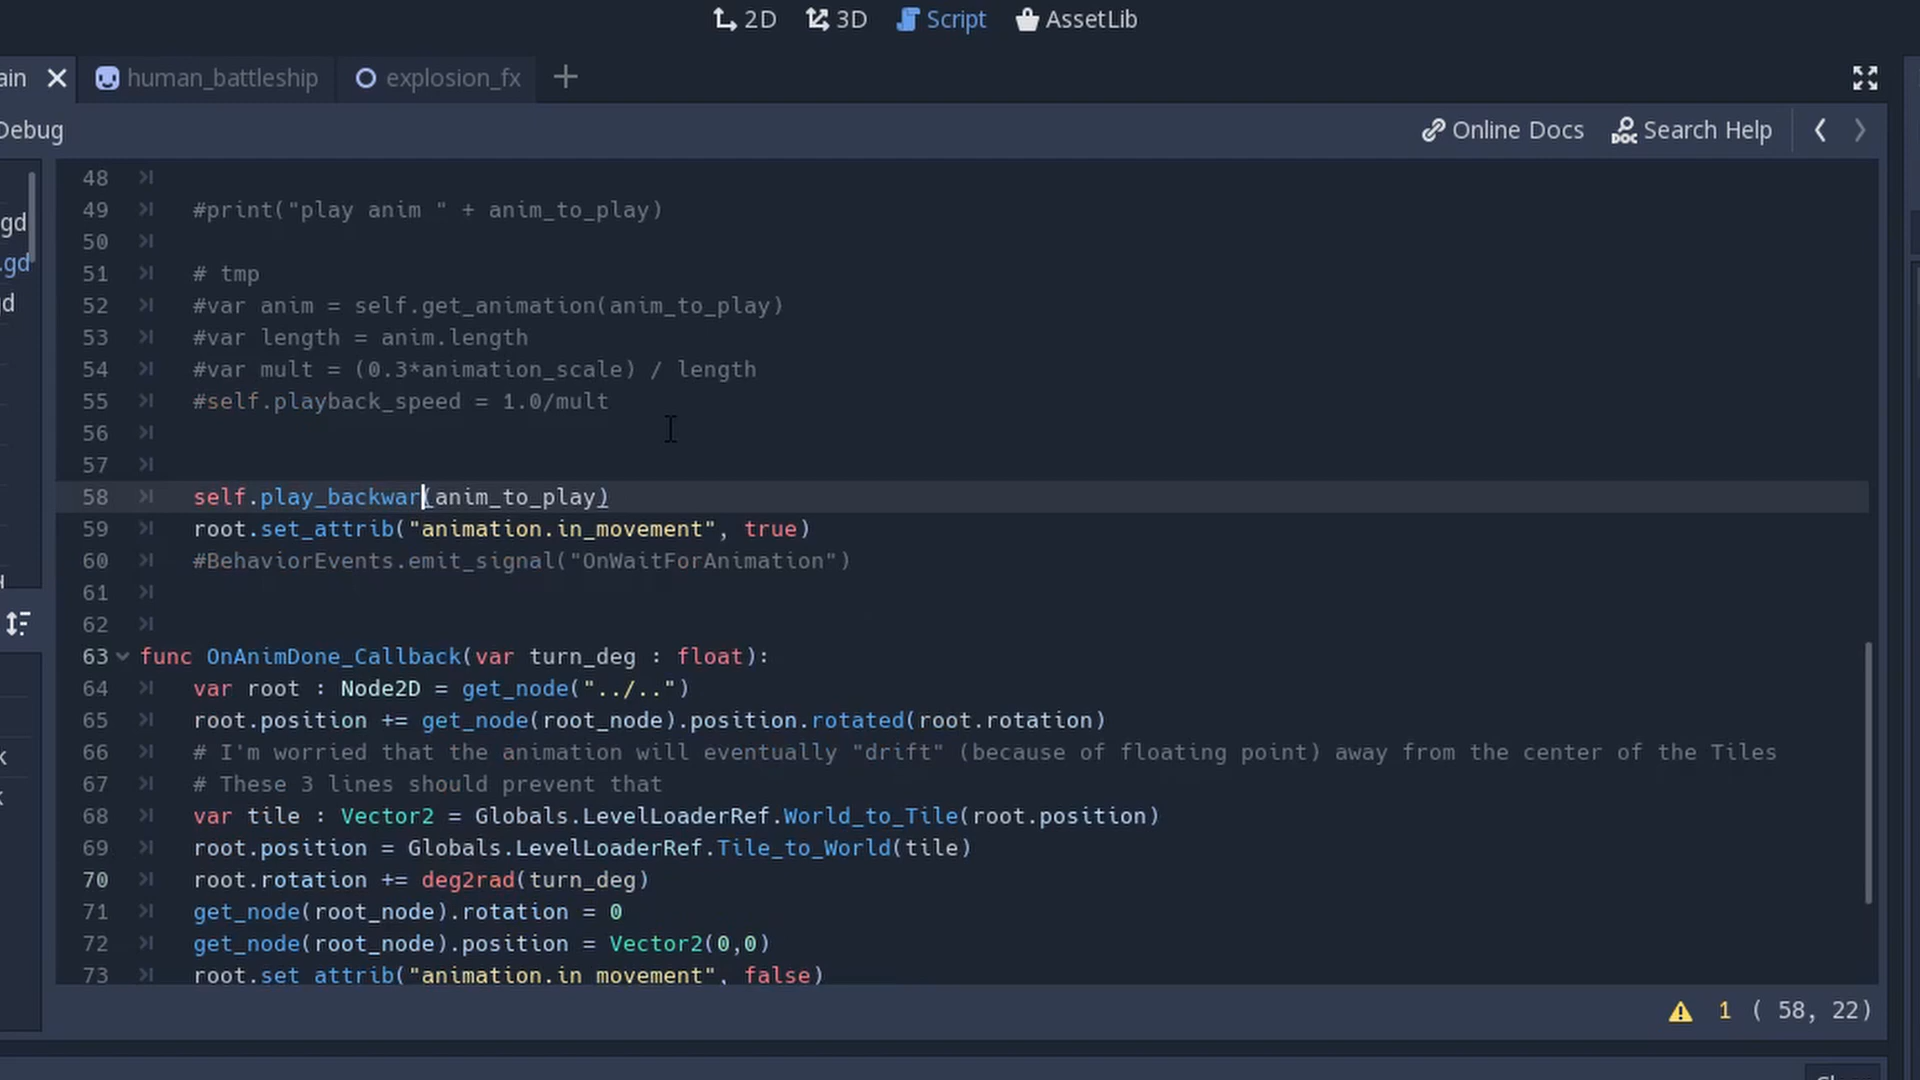 2D 3D Script AssetLib
ain human_battleship explosion_fx
Debug Online Docs Search Help
48
49 #print("play anim " + anim_to_play)
50
51 # tmp
52 #var anim = self.get_animation(anim_to_play)
53 #var length = anim.length
54 #var mult = (0.3*animation_scale) / length
55 #self.playback_speed = 1.0/mult
56
57
58 self.play_backwar(anim_to_play)
59 root.set_attrib("animation.in_movement", true)
60 #BehaviorEvents.emit_signal("OnWaitForAnimation")
61
62
63 func OnAnimDone_Callback(var turn_deg : float):
64 var root : Node2D = get_node("../..")
65 root.position += get_node(root_node).position.rotated(root.rotation)
66 # I'm worried that the animation will eventually "drift" (because of floating point) away from the center of the Tiles
67 # These 3 lines should prevent that
68 var tile : Vector2 = Globals.LevelLoaderRef.World_to_Tile(root.position)
69 root.position = Globals.LevelLoaderRef.Tile_to_World(tile)
70 root.rotation += deg2rad(turn_deg)
71 get_node(root_node).rotation = 0
72 get_node(root_node).position = Vector2(0,0)
73 root.set_attrib("animation.in_movement", false)
gd
.gd
d
k
1 ( 58, 22)